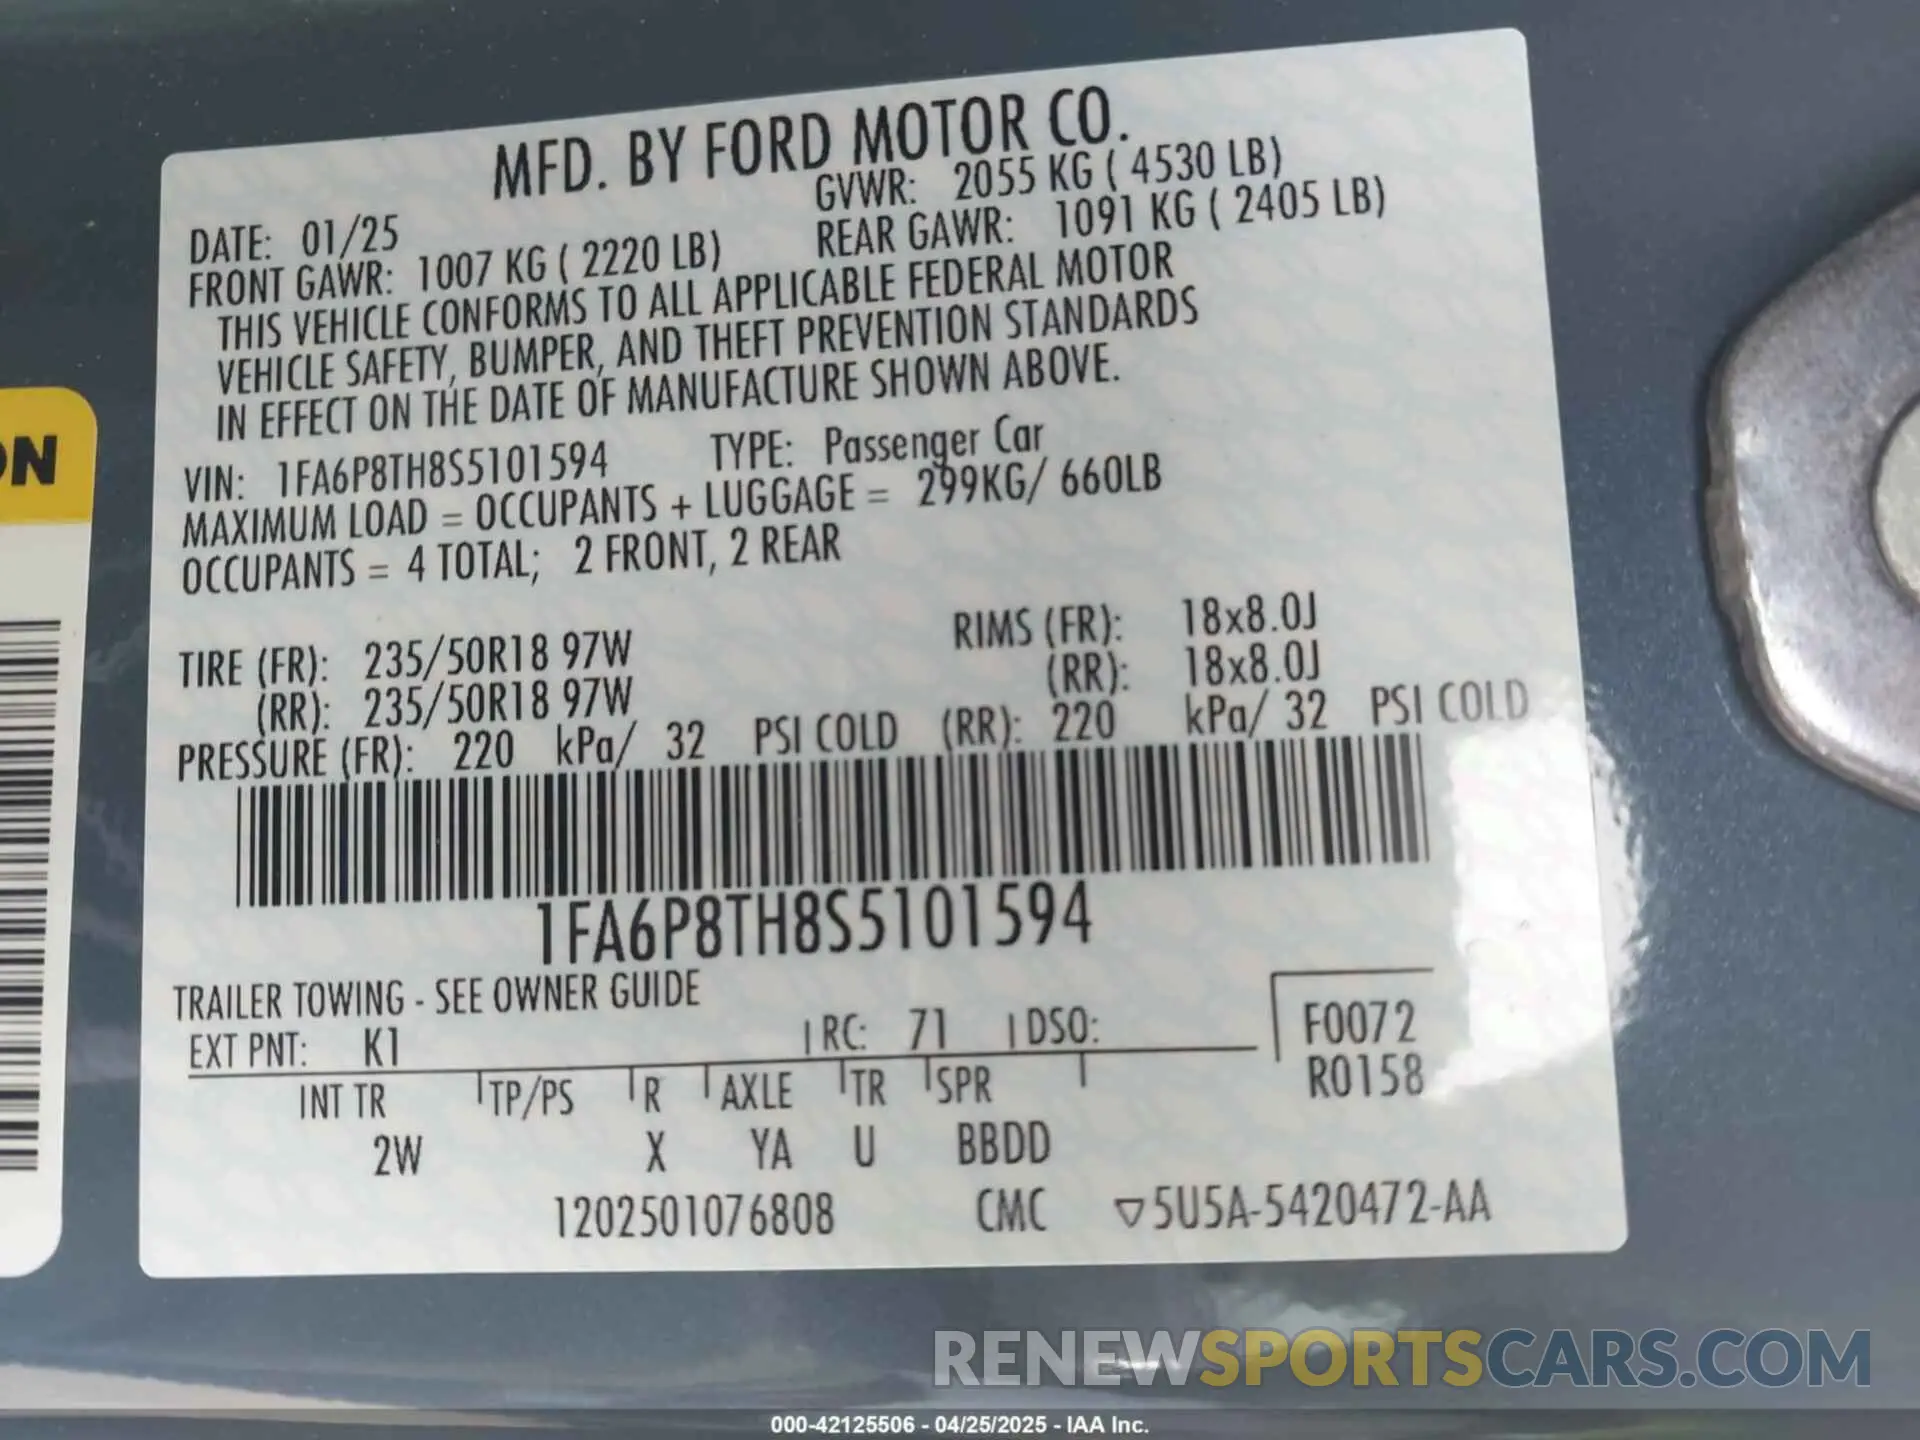 MFD. BY FORD MOTOR CO.
DATE: 01/25 GVWR: 2055 KG ( 4530 LB)
FRONT GAWR: 1007 KG ( 2220 LB) REAR GAWR: 1091 KG ( 2405 LB)
THIS VEHICLE CONFORMS TO ALL APPLICABLE FEDERAL MOTOR
VEHICLE SAFETY, BUMPER, AND THEFT PREVENTION STANDARDS
IN EFFECT ON THE DATE OF MANUFACTURE SHOWN ABOVE.
VIN: 1FA6P8TH8S5101594 TYPE: Passenger Car
MAXIMUM LOAD = OCCUPANTS + LUGGAGE = 299KG/ 660LB
OCCUPANTS = 4 TOTAL; 2 FRONT, 2 REAR
TIRE (FR): 235/50R18 97W RIMS (FR): 18x8.0J
(RR): 235/50R18 97W (RR): 18x8.0J
PRESSURE (FR): 220 kPa/ 32 PSI COLD (RR): 220 kPa/ 32 PSI COLD
1FA6P8TH8S5101594
TRAILER TOWING - SEE OWNER GUIDE
EXT PNT: K1 RC: 71 DSO: F0072
R0158
INT TR TP/PS R AXLE TR SPR
2W X YA U BBDD
1202501076808 CMC ▽5U5A-5420472-AA
ON
RENEWSPORTSCARS.COM
000-42125506 - 04/25/2025 - IAA Inc.